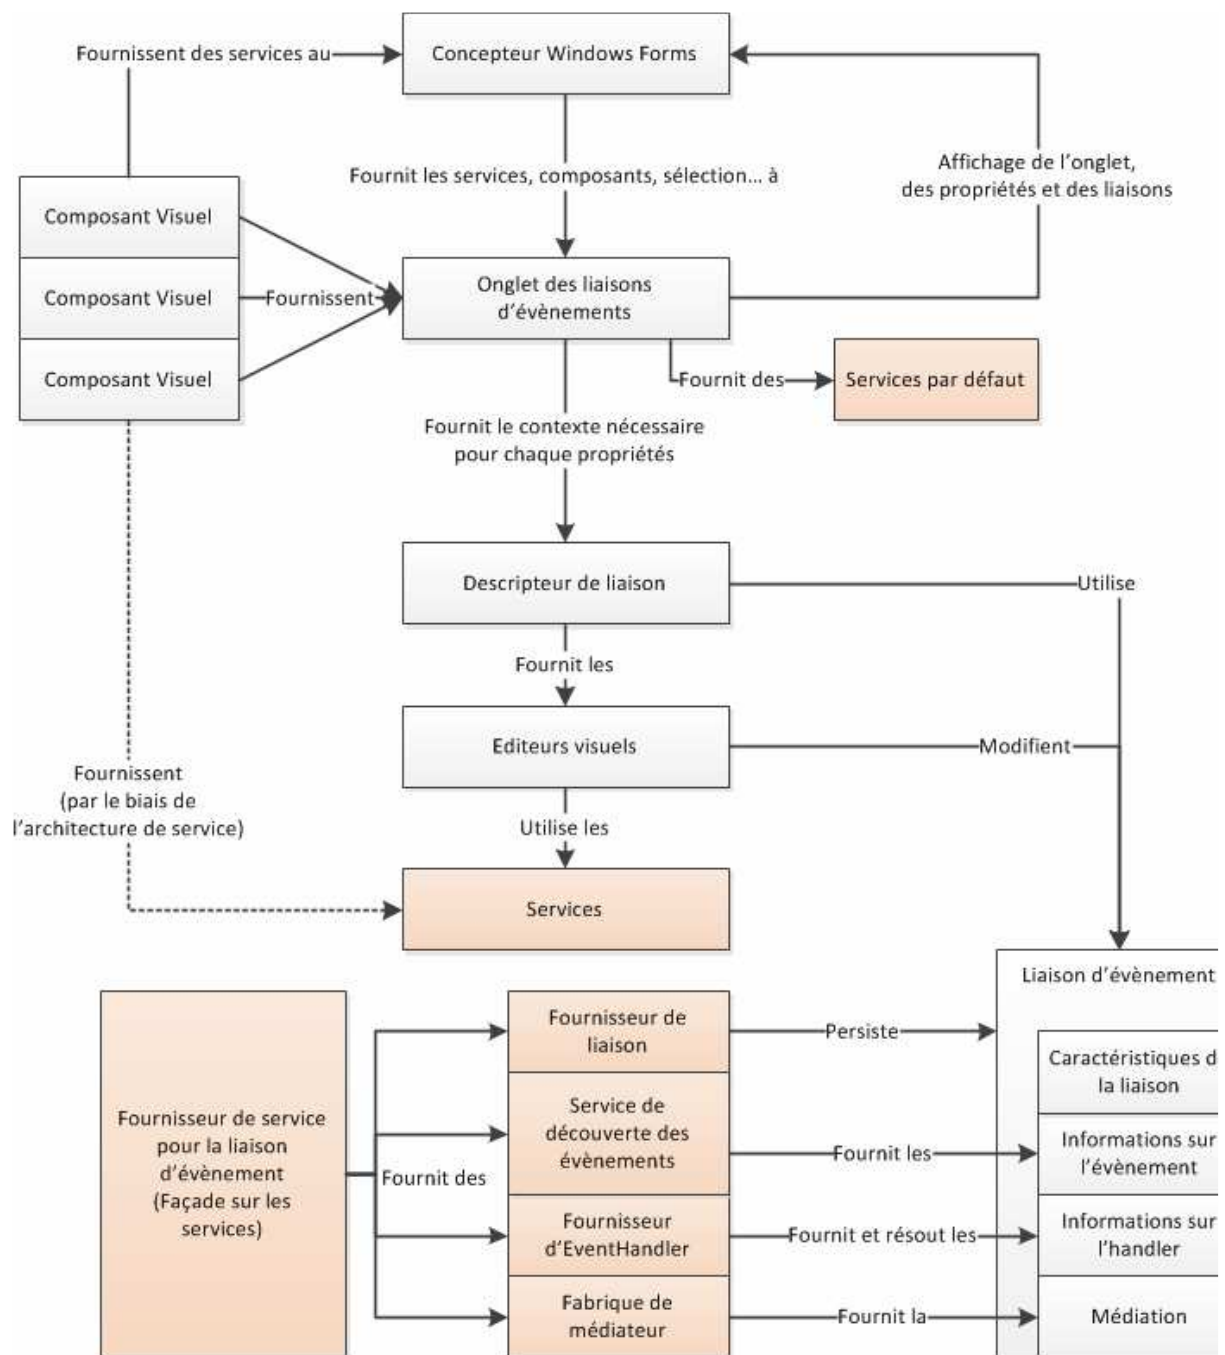 Fournissent des services au
Concepteur Windows Forms
Affichage de l'onglet,
des propriétés et des liaisons
Fournit les services, composants, sélection... à
Composant Visuel
Composant Visuel
Composant Visuel
Fournissent
Onglet des liaisons
d'évènements
Fournit des
Services par défaut
Fournit le contexte nécessaire
pour chaque propriétés
Descripteur de liaison
Utilise
Fournit les
Editeurs visuels
Modifient
Fournissent
(par le biais de
l'architecture de service)
Utilise les
Services
Liaison d'évènement
Fournisseur de service
pour la liaison
d'évènement
(Façade sur les
services)
Fournit des
Fournisseur de
liaison
Persiste
Caractéristiques d
la liaison
Service de
découverte des
évènements
Fournit les
Informations sur
l'évènement
Fournisseur
d'EventHandler
Fournit et résout les
Informations sur
l'handler
Fabrique de
médiateur
Fournit la
Médiation